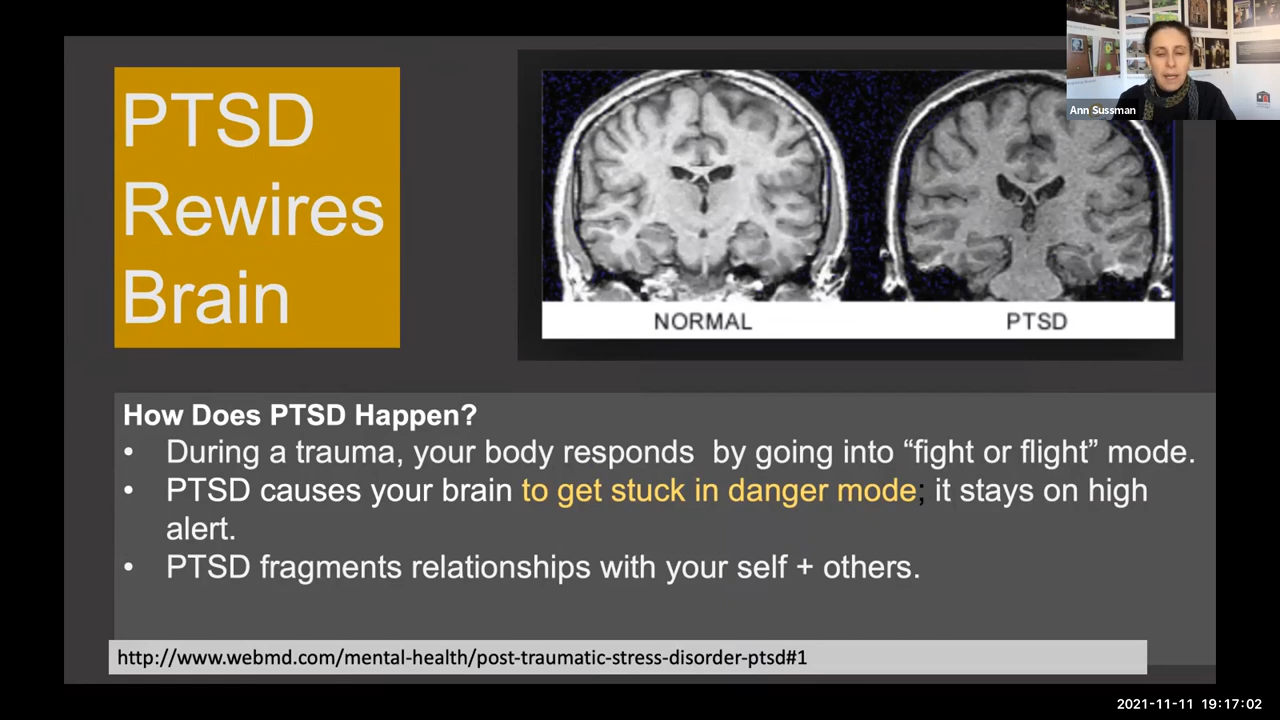 Ann Sussman
PTSD
Rewires
Brain
NORMAL
PTSD
How Does PTSD Happen?
• During a trauma, your body responds  by going into “fight or flight” mode.
• PTSD causes your brain to get stuck in danger mode; it stays on high
alert.
• PTSD fragments relationships with your self + others.
http://www.webmd.com/mental-health/post-traumatic-stress-disorder-ptsd#1
2021-11-11 19:17:02